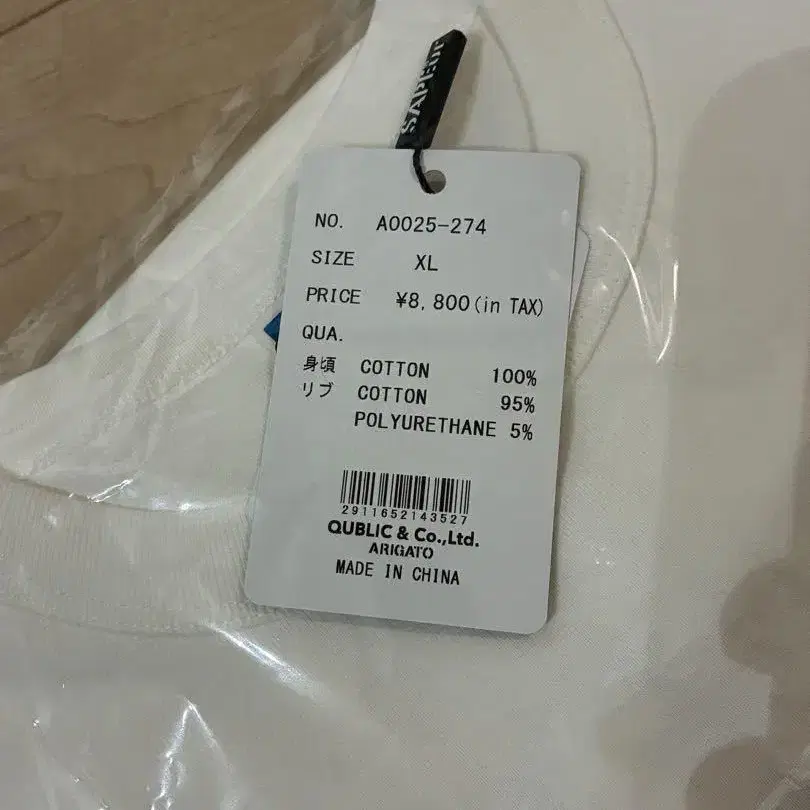 SAPEUR
NO. A0025-274
SIZE XL
PRICE ¥8,800(in TAX)
QUA.
身頃 COTTON 100%
リブ COTTON 95%
POLYURETHANE 5%
2911652143527
QUBLIC & Co.,Ltd.
ARIGATO
MADE IN CHINA